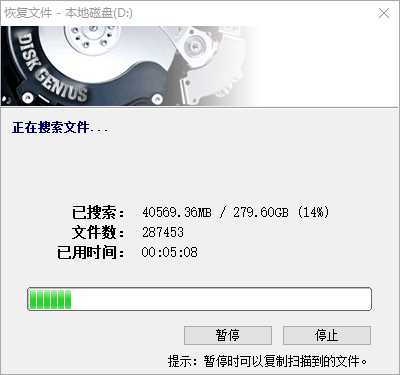 恢复文件 - 本地磁盘(D:)
DISK GENIUS
正在搜索文件...
已搜索： 40569.36MB / 279.60GB (14%)
文件数： 287453
已用时间： 00:05:08
暂停 停止
提示：暂停时可以复制扫描到的文件。